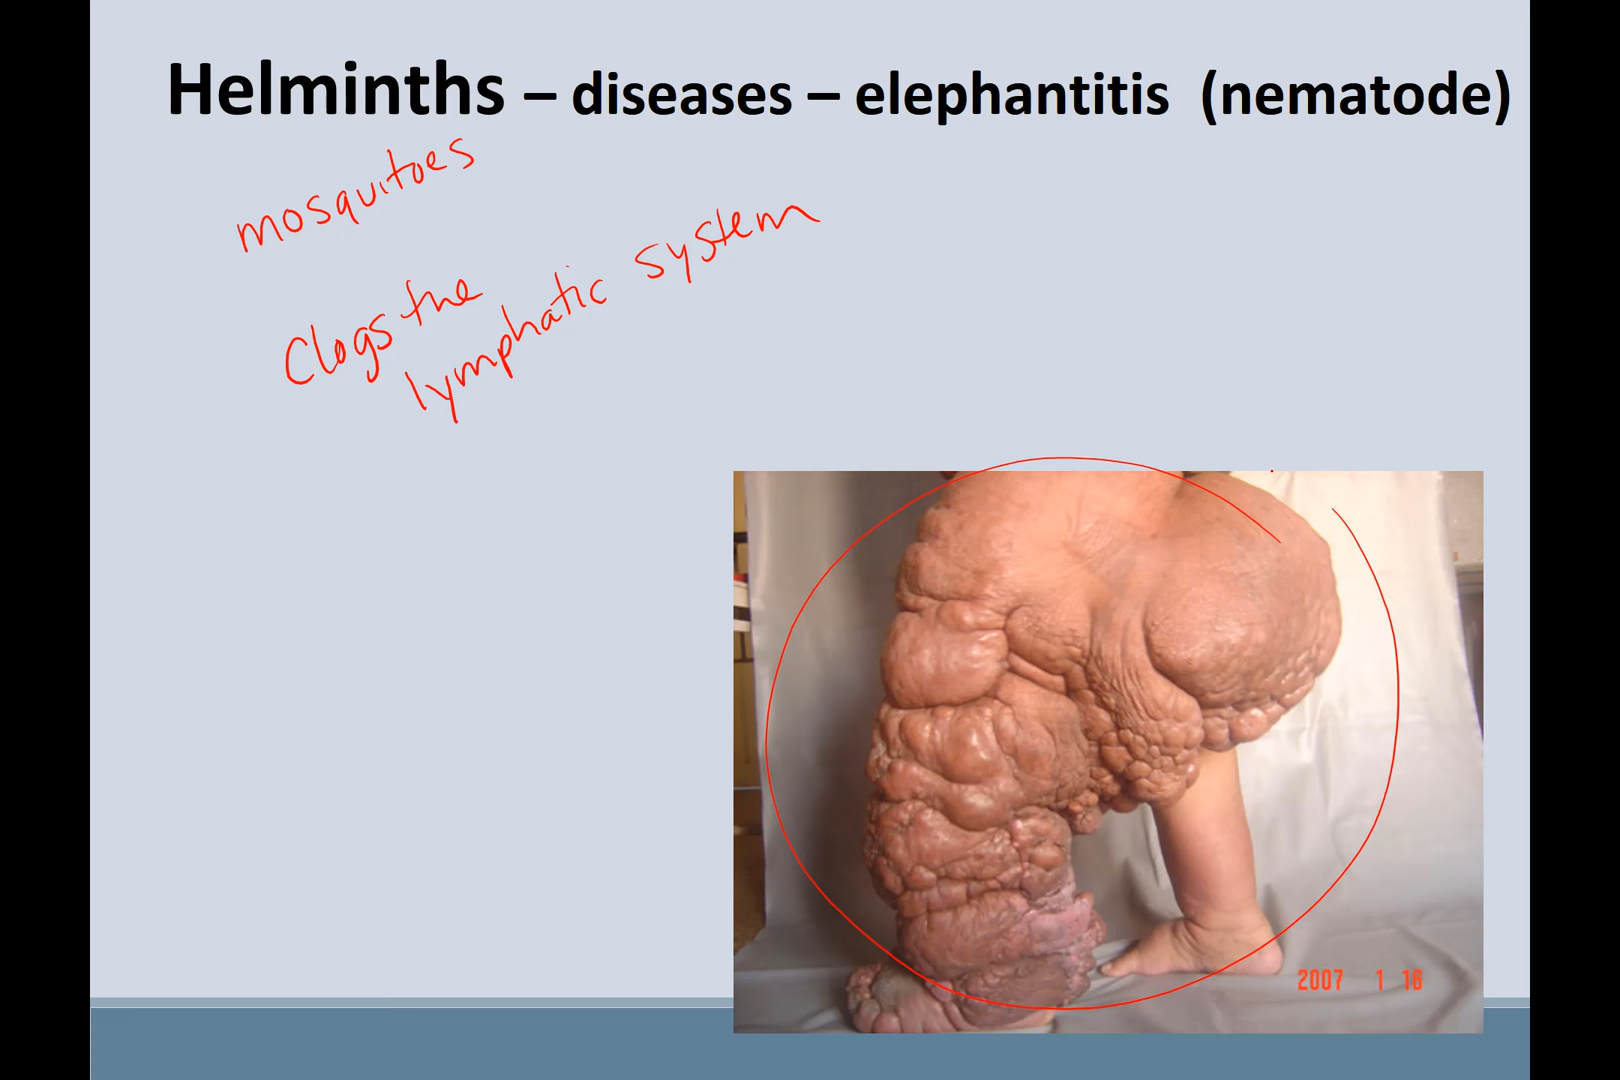 Helminths – diseases – elephantitis (nematode)
mosquitoes
Clogs the
lymphatic system
2007 1 16